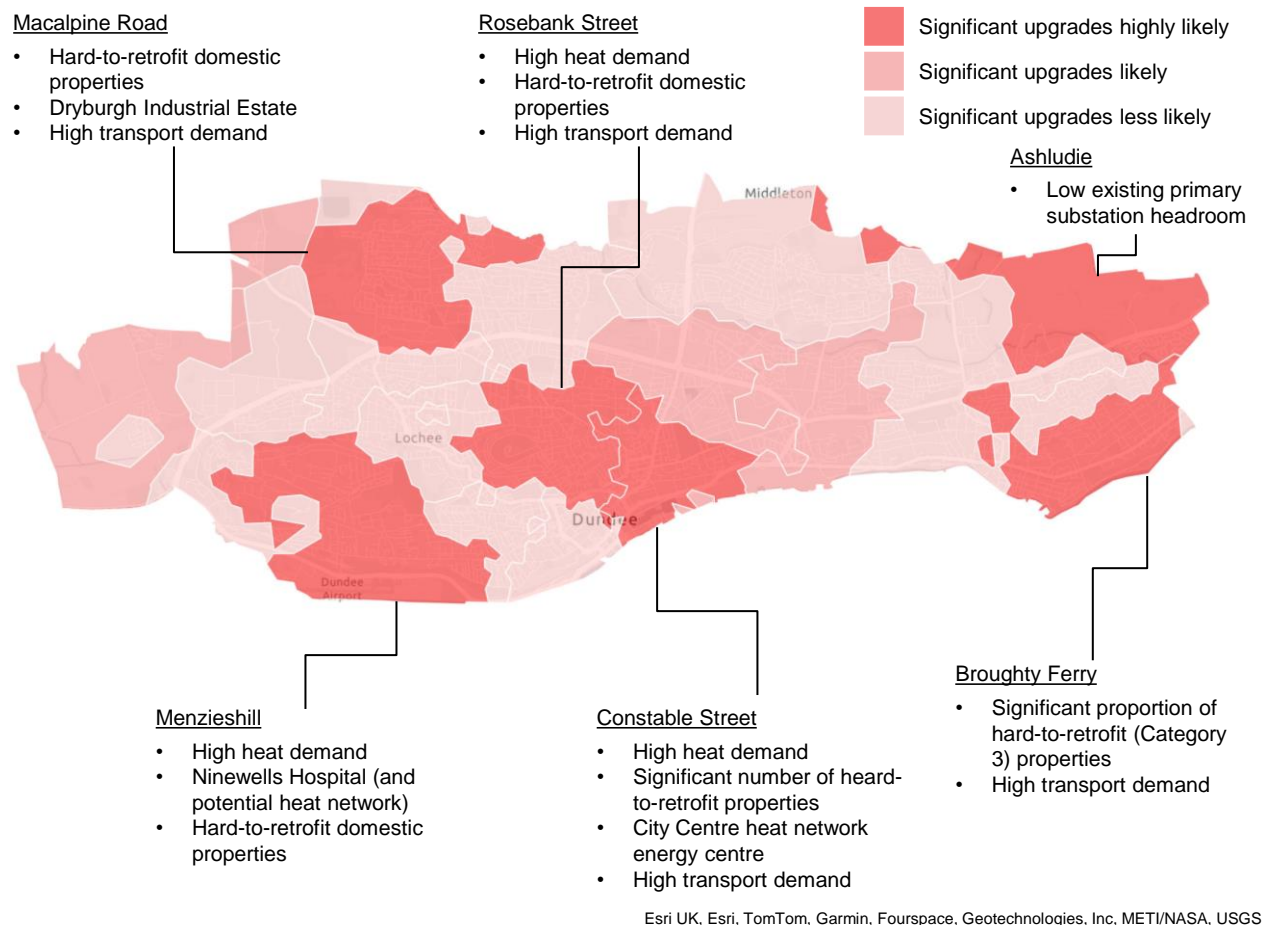 Macalpine Road
• Hard-to-retrofit domestic
properties
• Dryburgh Industrial Estate
• High transport demand
Rosebank Street
• High heat demand
• Hard-to-retrofit domestic
properties
• High transport demand
Significant upgrades highly likely
Significant upgrades likely
Significant upgrades less likely
Ashludie
• Low existing primary
substation headroom
Middleton
Lochee
Dundee
Dundee
Airport
Menzieshill
• High heat demand
• Ninewells Hospital (and
potential heat network)
• Hard-to-retrofit domestic
properties
Constable Street
• High heat demand
• Significant number of heard-
to-retrofit properties
• City Centre heat network
energy centre
• High transport demand
Broughty Ferry
• Significant proportion of
hard-to-retrofit (Category
3) properties
• High transport demand
Esri UK, Esri, TomTom, Garmin, Fourspace, Geotechnologies, Inc, METI/NASA, USGS